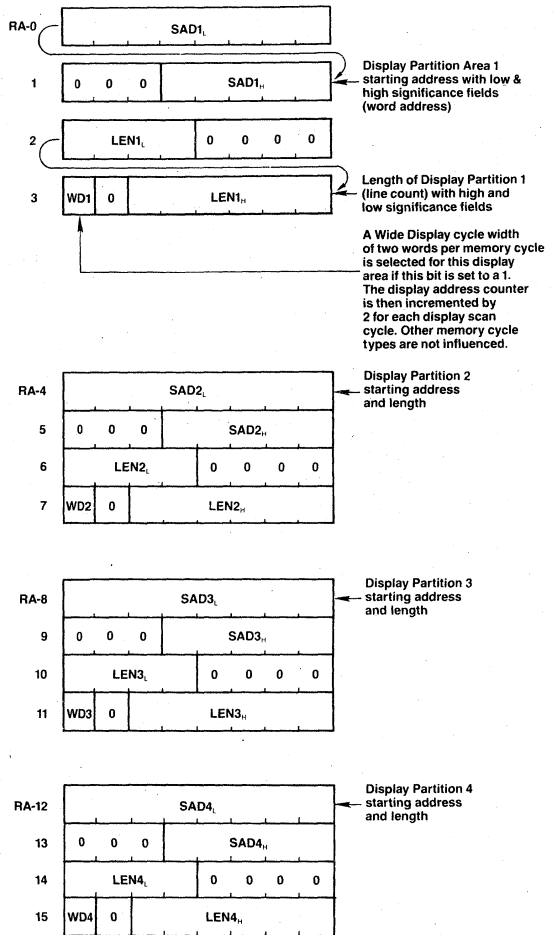 RA-0 SAD1L
1 0 0 0 SAD1H
Display Partition Area 1
starting address with low &
high significance fields
(word address)
2 LEN1L 0 0 0 0
3 WD1 0 LEN1H
Length of Display Partition 1
(line count) with high and
low significance fields
A Wide Display cycle width
of two words per memory cycle
is selected for this display
area if this bit is set to a 1.
The display address counter
is then incremented by
2 for each display scan
cycle. Other memory cycle
types are not influenced.
RA-4 SAD2L
Display Partition 2
starting address
and length
5 0 0 0 SAD2H
6 LEN2L 0 0 0 0
7 WD2 0 LEN2H
RA-8 SAD3L
Display Partition 3
starting address
and length
9 0 0 0 SAD3H
10 LEN3L 0 0 0 0
11 WD3 0 LEN3H
RA-12 SAD4L
Display Partition 4
starting address
and length
13 0 0 0 SAD4H
14 LEN4L 0 0 0 0
15 WD4 0 LEN4H